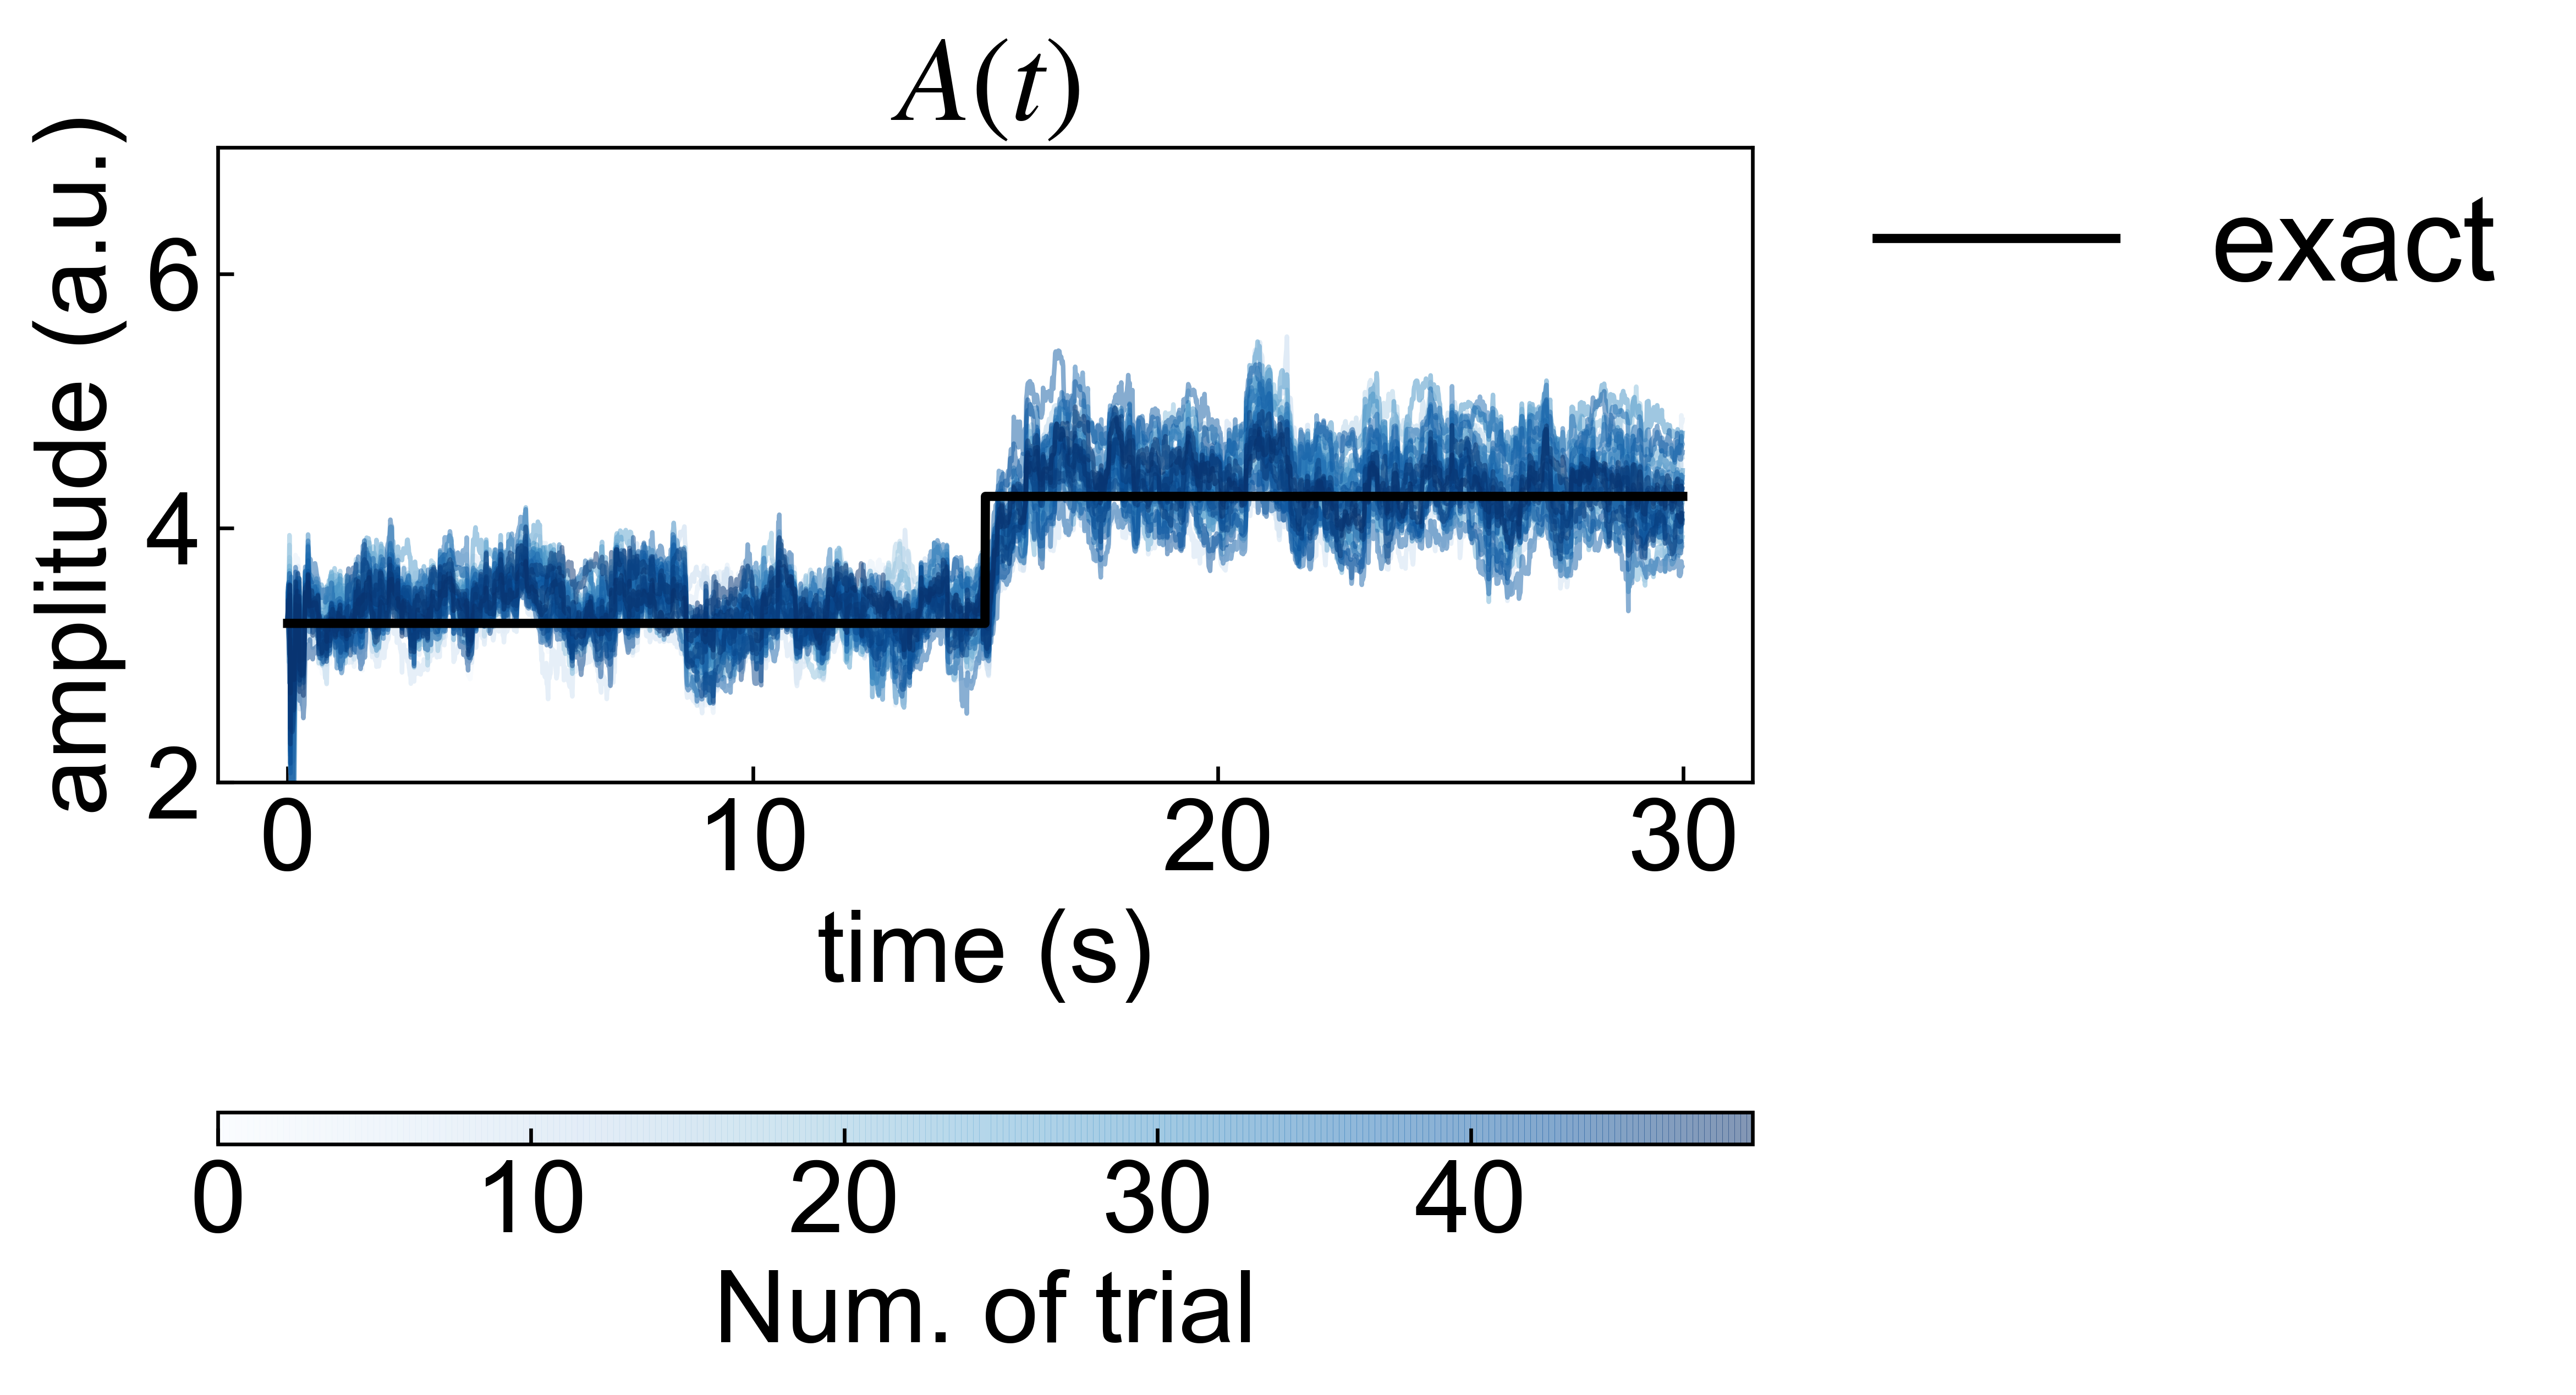 A(t)
exact
amplitude (a.u.)
6
4
2
0 10 20 30
time (s)
0 10 20 30 40
Num. of trial